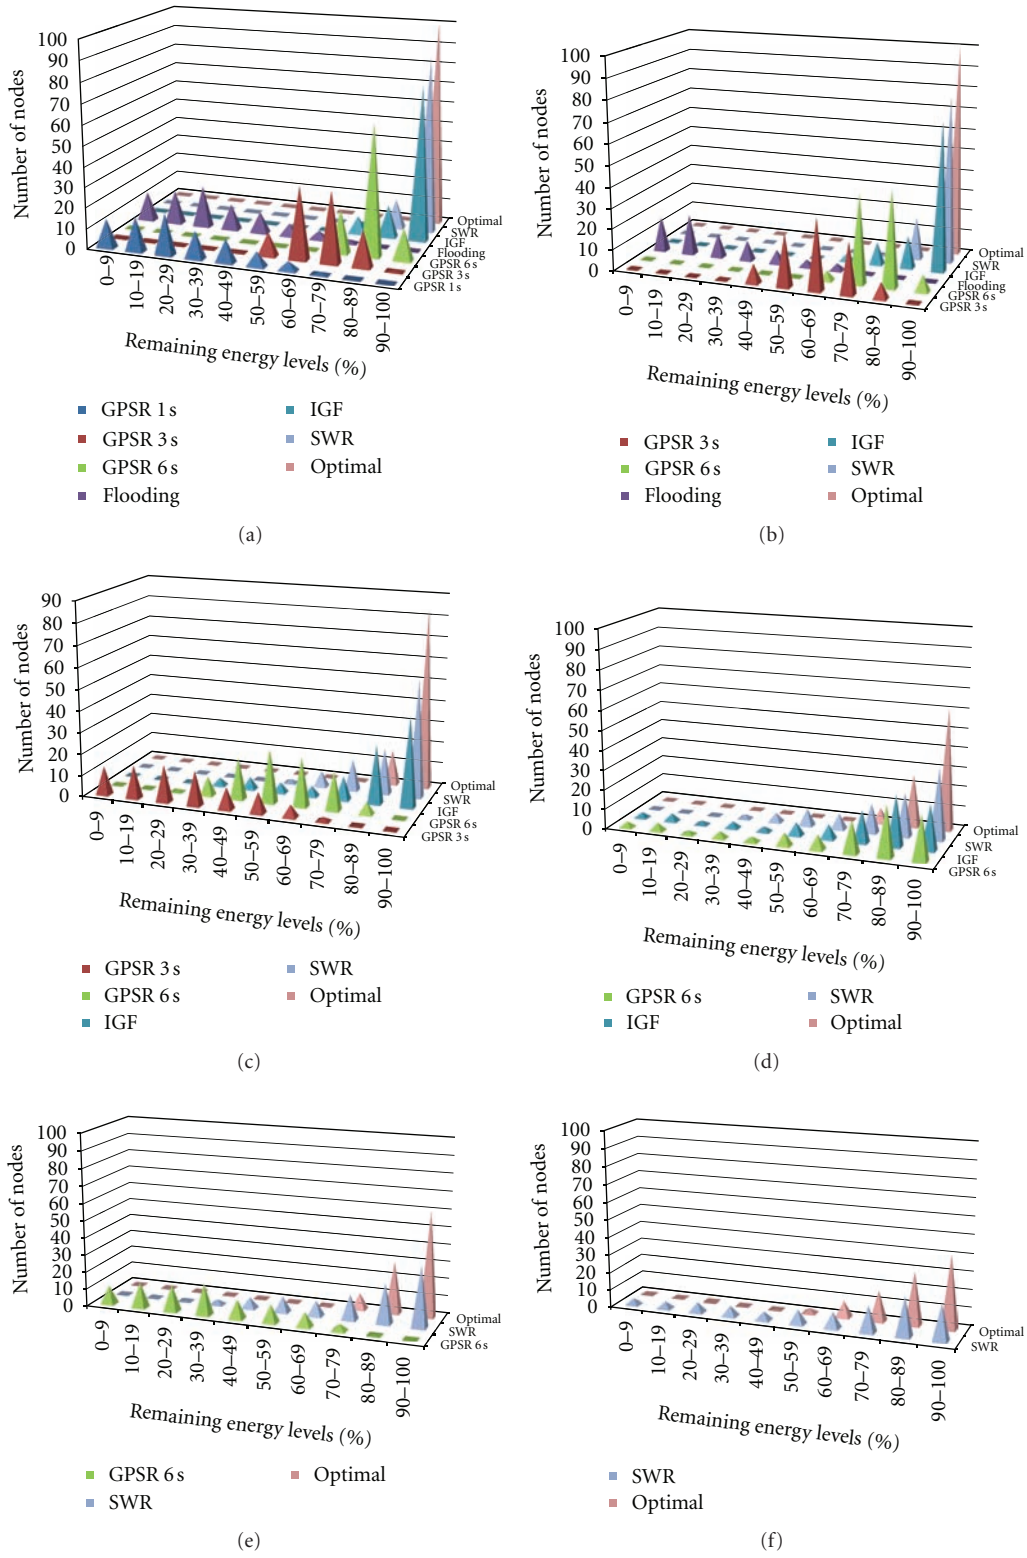 Number of nodes
100
90
80
70
60
50
40
30
20
10
0
0–9
10–19
20–29
30–39
40–49
50–59
60–69
70–79
80–89
90–100
Optimal
SWR
IGF
Flooding
GPSR 6 s
GPSR 3 s
GPSR 1 s
Remaining energy levels (%)
GPSR 1 s
GPSR 3 s
GPSR 6 s
Flooding
IGF
SWR
Optimal
(a)
Number of nodes
100
90
80
70
60
50
40
30
20
10
0
0–9
10–19
20–29
30–39
40–49
50–59
60–69
70–79
80–89
90–100
Optimal
SWR
IGF
Flooding
GPSR 6 s
GPSR 3 s
Remaining energy levels (%)
GPSR 3 s
GPSR 6 s
Flooding
IGF
SWR
Optimal
(b)
Number of nodes
90
80
70
60
50
40
30
20
10
0
0–9
10–19
20–29
30–39
40–49
50–59
60–69
70–79
80–89
90–100
Optimal
SWR
IGF
GPSR 6 s
GPSR 3 s
Remaining energy levels (%)
GPSR 3 s
GPSR 6 s
IGF
SWR
Optimal
(c)
Number of nodes
100
90
80
70
60
50
40
30
20
10
0
0–9
10–19
20–29
30–39
40–49
50–59
60–69
70–79
80–89
90–100
Optimal
SWR
IGF
GPSR 6 s
Remaining energy levels (%)
GPSR 6 s
IGF
SWR
Optimal
(d)
Number of nodes
100
90
80
70
60
50
40
30
20
10
0
0–9
10–19
20–29
30–39
40–49
50–59
60–69
70–79
80–89
90–100
Optimal
SWR
GPSR 6 s
Remaining energy levels (%)
GPSR 6 s
SWR
Optimal
(e)
Number of nodes
100
90
80
70
60
50
40
30
20
10
0
0–9
10–19
20–29
30–39
40–49
50–59
60–69
70–79
80–89
90–100
Optimal
SWR
Remaining energy levels (%)
SWR
Optimal
(f)